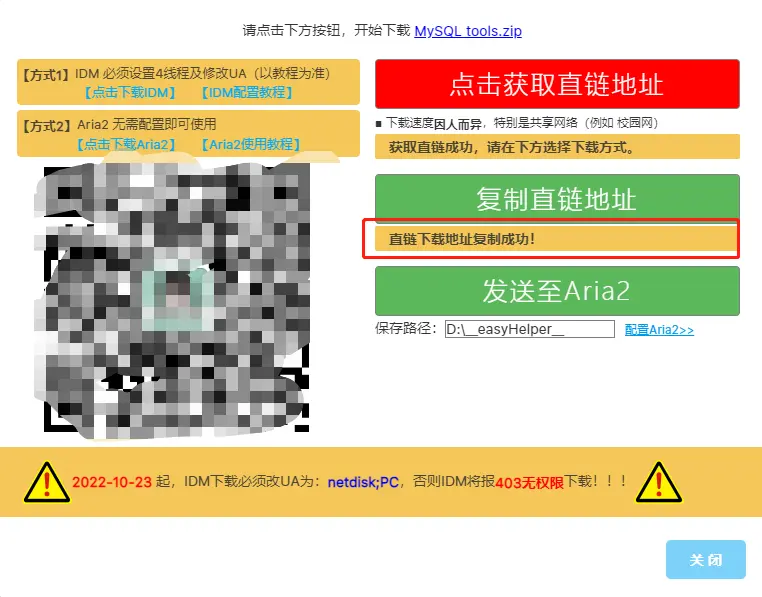 请点击下方按钮，开始下载 MySQL tools.zip
【方式1】IDM 必须设置4线程及修改UA（以教程为准）
【点击下载IDM】 【IDM配置教程】
【方式2】Aria2 无需配置即可使用
【点击下载Aria2】 【Aria2使用教程】
点击获取直链地址
■ 下载速度因人而异，特别是共享网络（例如 校园网）
获取直链成功，请在下方选择下载方式。
复制直链地址
直链下载地址复制成功！
发送至Aria2
保存路径：D:\__easyHelper__ 配置Aria2>>
2022-10-23 起，IDM下载必须改UA为：netdisk;PC，否则IDM将报403无权限下载！！！
关 闭